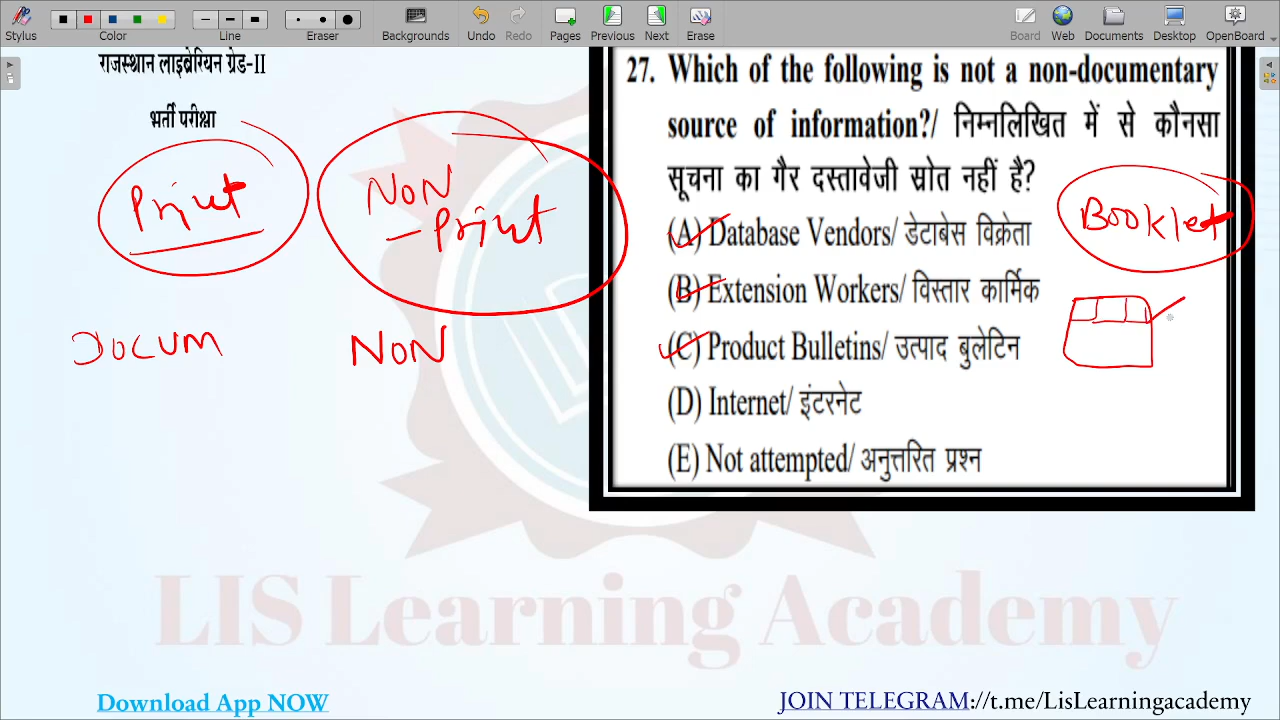 Stylus
Color
Line
Eraser
Backgrounds
Undo
Redo
Pages
Previous
Next
Erase
Board
Web
Documents
Desktop
OpenBoard
राजस्थान लाइब्रेरियन ग्रेड-II
भर्ती परीक्षा
Print
NON
- Print
DOCUM
NON
27. Which of the following is not a non-documentary
source of information?/ निम्नलिखित में से कौनसा
सूचना का गैर दस्तावेजी स्रोत नहीं है?
(A) Database Vendors/ डेटाबेस विक्रेता
(B) Extension Workers/ विस्तार कार्मिक
(C) Product Bulletins/ उत्पाद बुलेटिन
(D) Internet/ इंटरनेट
(E) Not attempted/ अनुत्तरित प्रश्न
Booklet
LIS Learning Academy
Download App NOW
JOIN TELEGRAM://t.me/LisLearningacademy